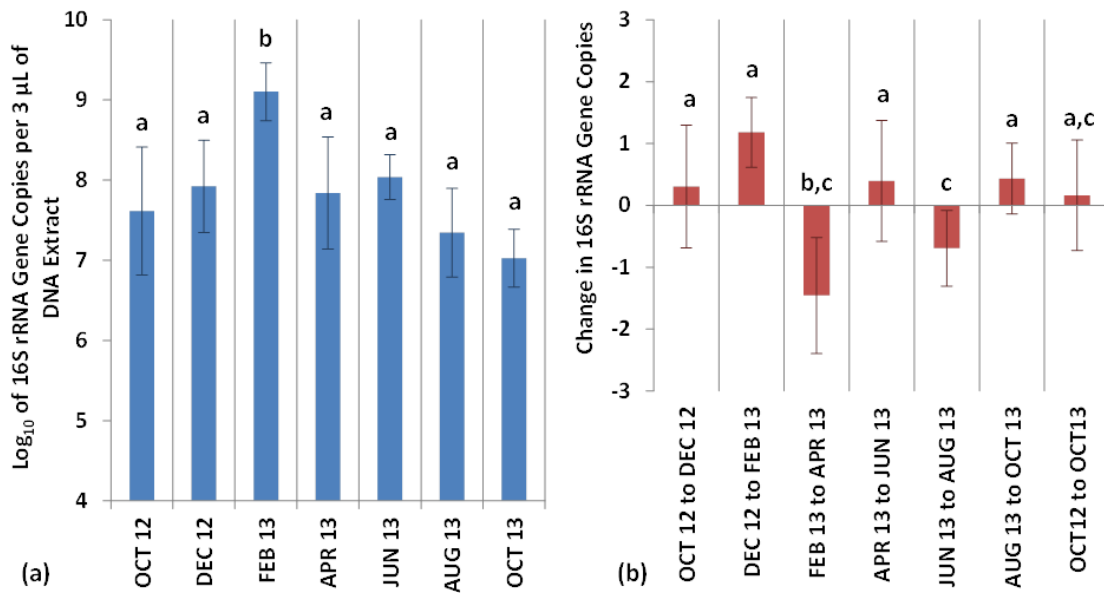 Log₁₀ of 16S rRNA Gene Copies per 3 µL of
DNA Extract
10
9
8
7
6
5
4
a
a
b
a
a
a
a
OCT 12
DEC 12
FEB 13
APR 13
JUN 13
AUG 13
OCT 13
(a)
Change in 16S rRNA Gene Copies
3
2
1
0
-1
-2
-3
a
a
b,c
a
c
a
a,c
OCT 12 to DEC 12
DEC 12 to FEB 13
FEB 13 to APR 13
APR 13 to JUN 13
JUN 13 to AUG 13
AUG 13 to OCT 13
OCT12 to OCT13
(b)